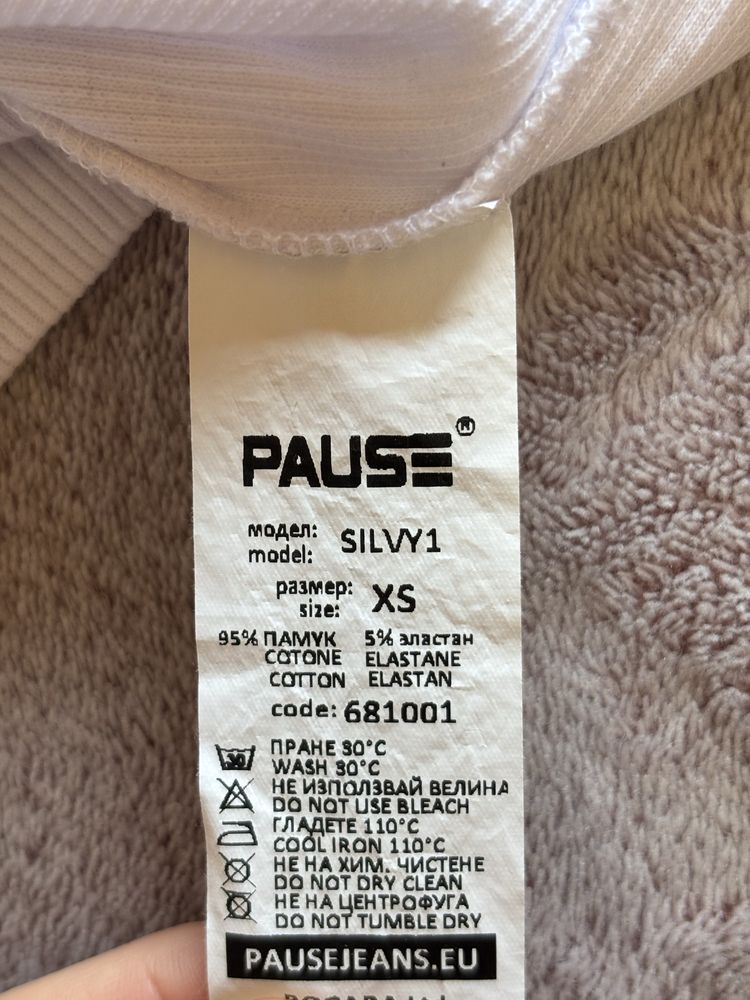 PAUSE®
модел: SILVY1
model:
размер: XS
size:
95% ПАМУК 5% эластан
COTONE ELASTANE
COTTON ELASTAN
code: 681001
30
ПРАНЕ 30°C
WASH 30°C
НЕ ИЗПОЛЗВАЙ ВЕЛИНА
DO NOT USE BLEACH
ГЛАДЕТЕ 110°C
COOL IRON 110°C
НЕ НА ХИМ. ЧИСТЕНЕ
DO NOT DRY CLEAN
НЕ НА ЦЕНТРОФУГА
DO NOT TUMBLE DRY
PAUSEJEANS.EU